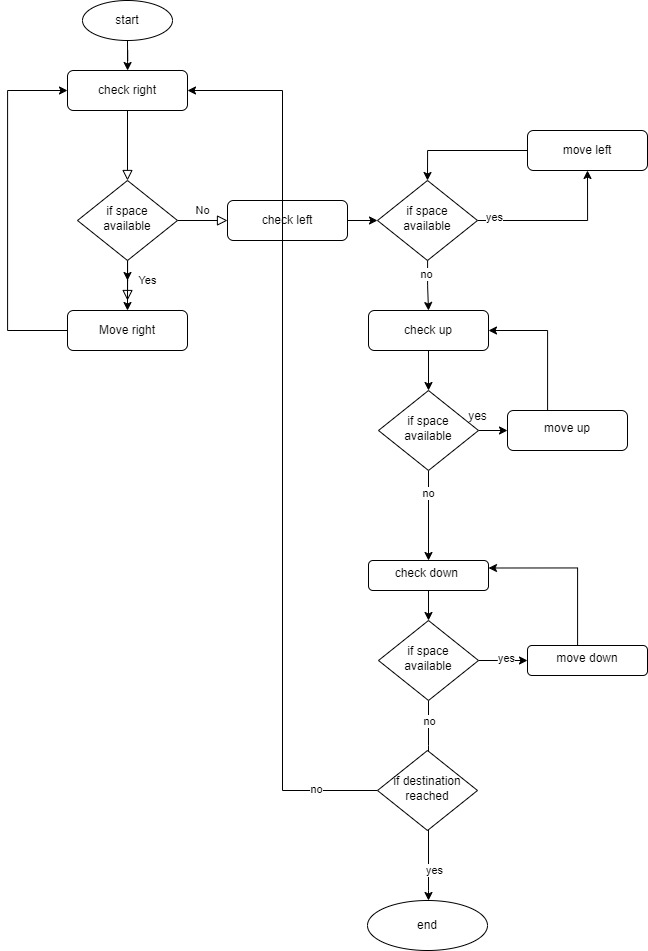 start
check right
if space
available
No
check left
if space
available
yes
move left
Yes
Move right
no
check up
if space
available
yes
move up
no
check down
if space
available
yes
move down
no
if destination
reached
no
yes
end